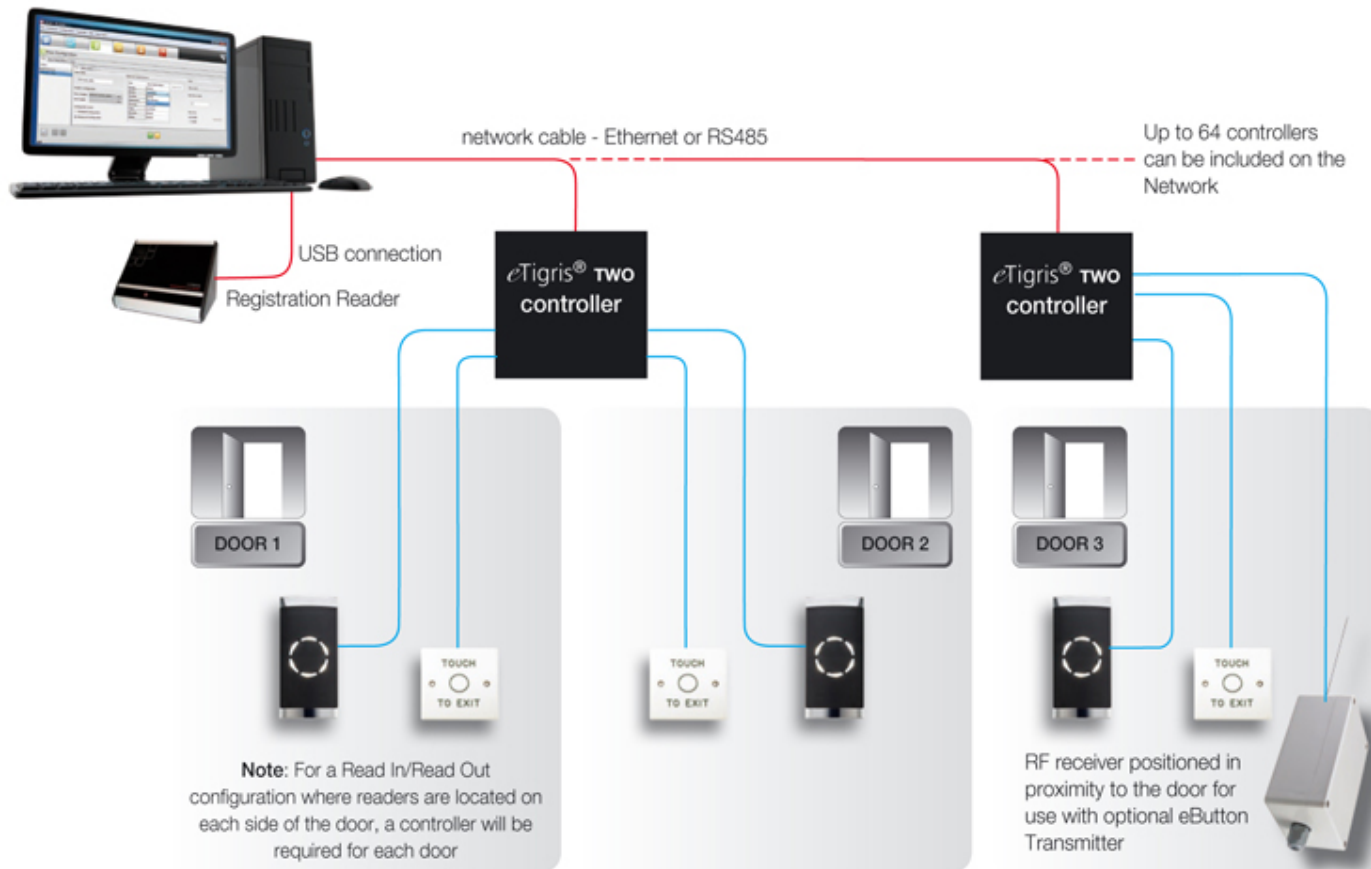 network cable - Ethernet or RS485
Up to 64 controllers
can be included on the
Network
USB connection
Registration Reader
eTigris® TWO
controller
eTigris® TWO
controller
DOOR 1
DOOR 2
DOOR 3
TOUCH
TO EXIT
TOUCH
TO EXIT
TOUCH
TO EXIT
Note: For a Read In/Read Out
configuration where readers are located on
each side of the door, a controller will be
required for each door
RF receiver positioned in
proximity to the door for
use with optional eButton
Transmitter